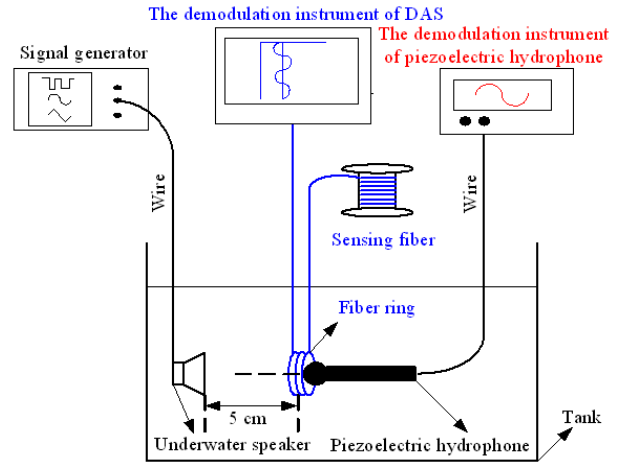 The demodulation instrument of DAS
Signal generator
The demodulation instrument
of piezoelectric hydrophone
Wire
Wire
Sensing fiber
Fiber ring
5 cm
Tank
Underwater speaker
Piezoelectric hydrophone